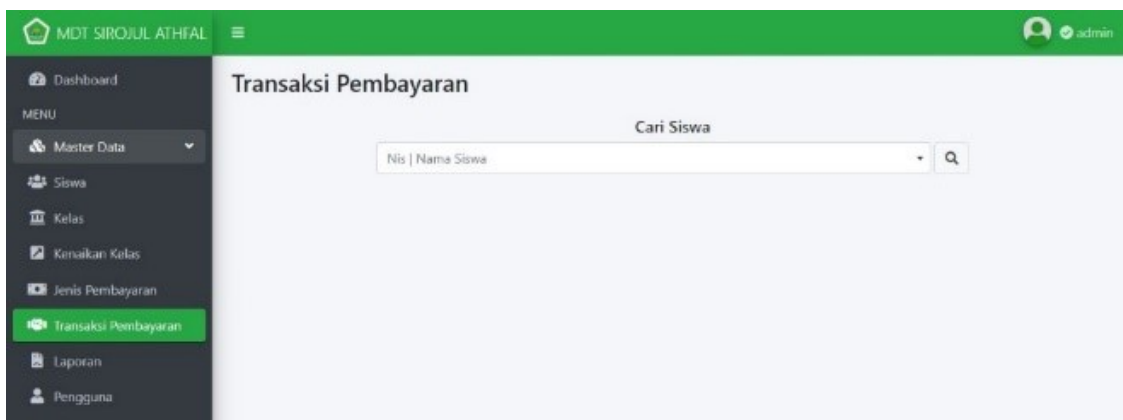 MDT SIROJUL ATHFAL
admin
Dashboard
MENU
Master Data
Siswa
Kelas
Kenaikan Kelas
Jenis Pembayaran
Transaksi Pembayaran
Laporan
Pengguna
Transaksi Pembayaran
Cari Siswa
Nis | Nama Siswa